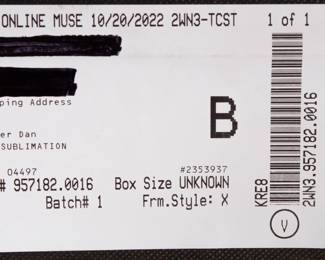 ONLINE MUSE 10/20/2022 2WN3-TCST 1 of 1
B
ping Address
er Dan
SUBLIMATION
04497 #2353937
# 957182.0016 Box Size UNKNOWN
Batch# 1 Frm.Style: X
KRE8
2WN3.957182.0016
V